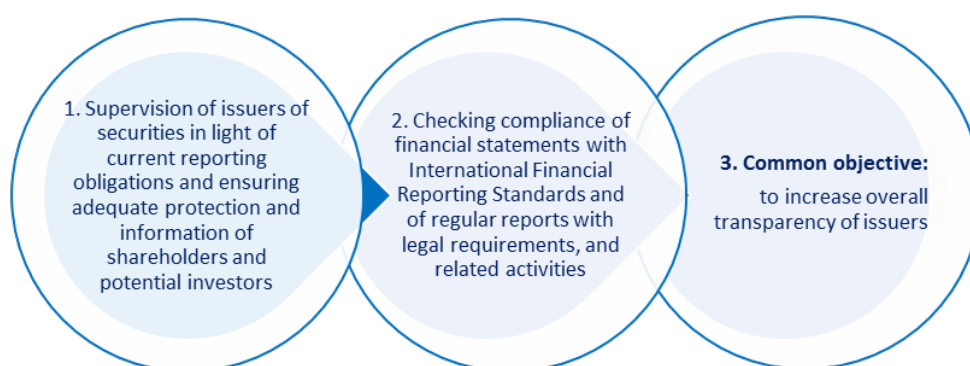 1. Supervision of issuers of
securities in light of
current reporting
obligations and ensuring
adequate protection and
information of
shareholders and
potential investors
2. Checking compliance of
financial statements with
International Financial
Reporting Standards and
of regular reports with
legal requirements, and
related activities
3. Common objective:
to increase overall
transparency of issuers